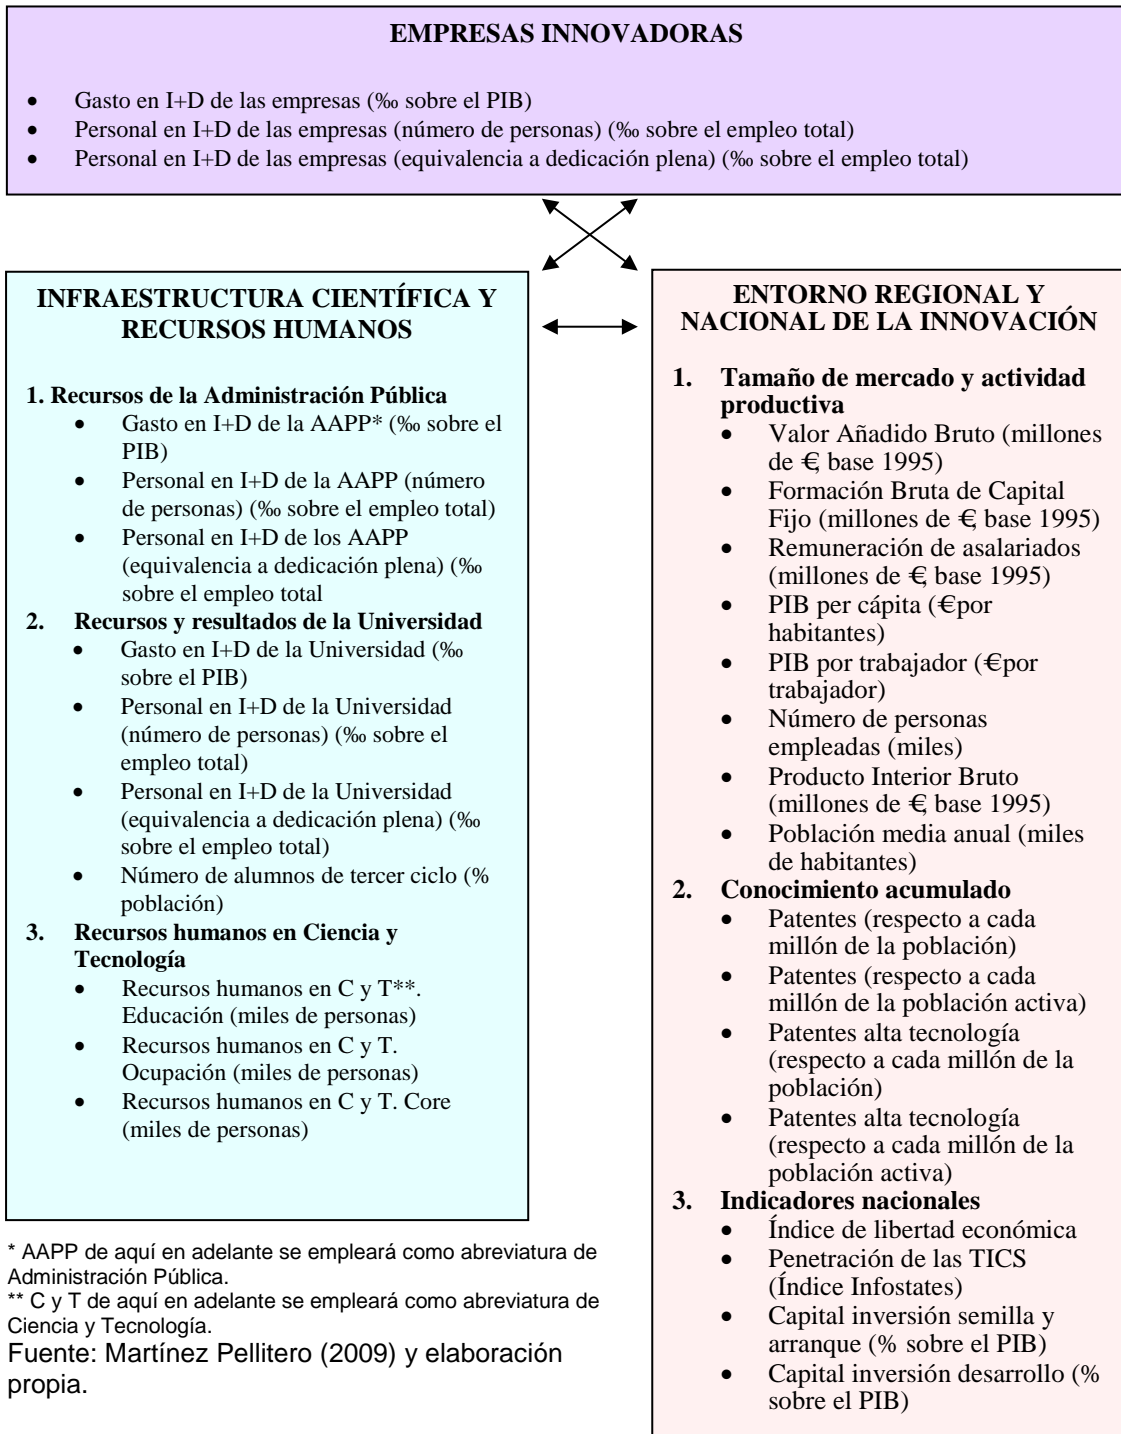 EMPRESAS INNOVADORAS
• Gasto en I+D de las empresas (‰ sobre el PIB)
• Personal en I+D de las empresas (número de personas) (‰ sobre el empleo total)
• Personal en I+D de las empresas (equivalencia a dedicación plena) (‰ sobre el empleo total)
INFRAESTRUCTURA CIENTÍFICA Y
RECURSOS HUMANOS
1. Recursos de la Administración Pública
• Gasto en I+D de la AAPP* (‰ sobre el
PIB)
• Personal en I+D de la AAPP (número
de personas) (‰ sobre el empleo total)
• Personal en I+D de los AAPP
(equivalencia a dedicación plena) (‰
sobre el empleo total
2. Recursos y resultados de la Universidad
• Gasto en I+D de la Universidad (‰
sobre el PIB)
• Personal en I+D de la Universidad
(número de personas) (‰ sobre el
empleo total)
• Personal en I+D de la Universidad
(equivalencia a dedicación plena) (‰
sobre el empleo total)
• Número de alumnos de tercer ciclo (%
población)
3. Recursos humanos en Ciencia y
Tecnología
• Recursos humanos en C y T**.
Educación (miles de personas)
• Recursos humanos en C y T.
Ocupación (miles de personas)
• Recursos humanos en C y T. Core
(miles de personas)
ENTORNO REGIONAL Y
NACIONAL DE LA INNOVACIÓN
1. Tamaño de mercado y actividad
productiva
• Valor Añadido Bruto (millones
de €, base 1995)
• Formación Bruta de Capital
Fijo (millones de €, base 1995)
• Remuneración de asalariados
(millones de €, base 1995)
• PIB per cápita (€por
habitantes)
• PIB por trabajador (€por
trabajador)
• Número de personas
empleadas (miles)
• Producto Interior Bruto
(millones de €, base 1995)
• Población media anual (miles
de habitantes)
2. Conocimiento acumulado
• Patentes (respecto a cada
millón de la población)
• Patentes (respecto a cada
millón de la población activa)
• Patentes alta tecnología
(respecto a cada millón de la
población)
• Patentes alta tecnología
(respecto a cada millón de la
población activa)
3. Indicadores nacionales
• Índice de libertad económica
• Penetración de las TICS
(Índice Infostates)
• Capital inversión semilla y
arranque (% sobre el PIB)
• Capital inversión desarrollo (%
sobre el PIB)
* AAPP de aquí en adelante se empleará como abreviatura de
Administración Pública.
** C y T de aquí en adelante se empleará como abreviatura de
Ciencia y Tecnología.
Fuente: Martínez Pellitero (2009) y elaboración
propia.